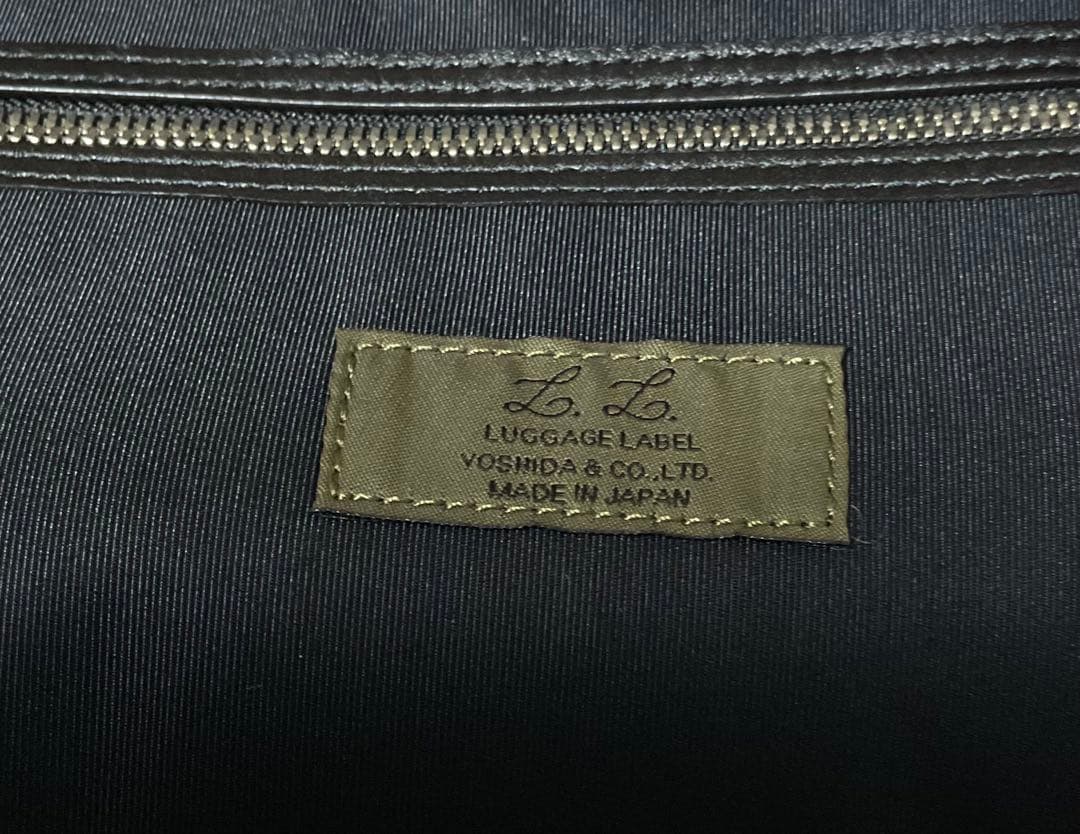 L. L.
LUGGAGE LABEL
YOSHIDA & CO.,LTD.
MADE IN JAPAN